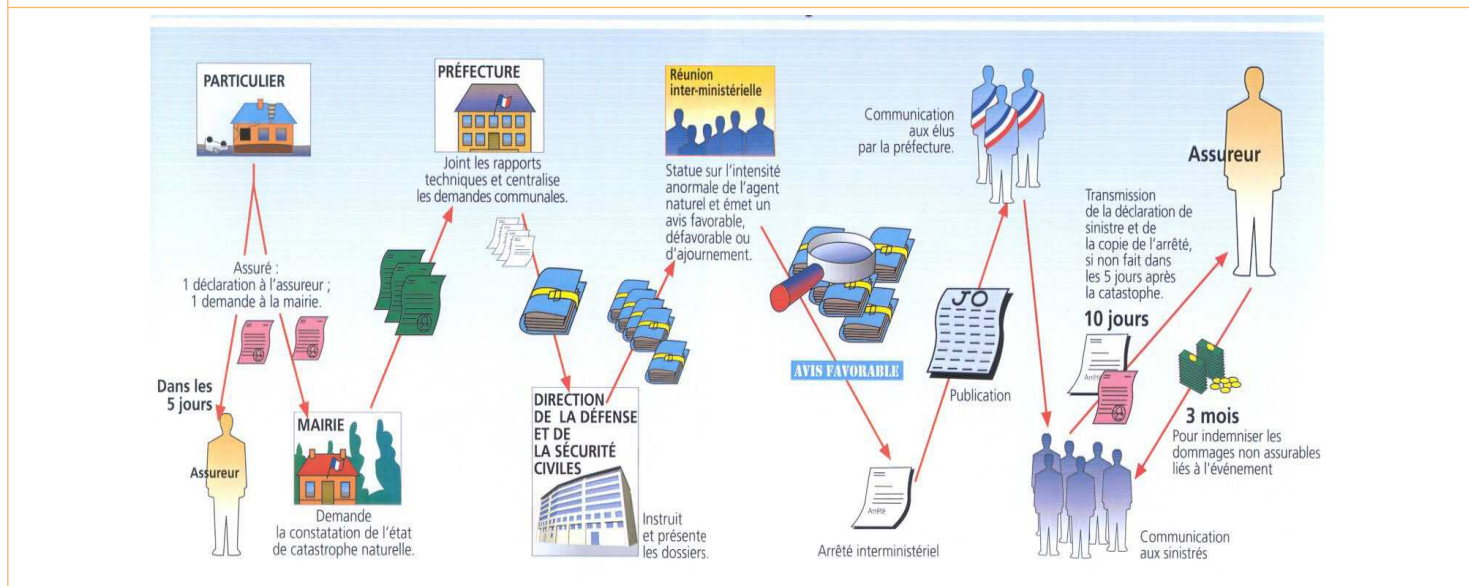 PARTICULIER
Assuré :
1 déclaration à l'assureur ;
1 demande à la mairie.
Dans les
5 jours
Assureur
MAIRIE
Demande
la constatation de l'état
de catastrophe naturelle.
PRÉFECTURE
Joint les rapports
techniques et centralise
les demandes communales.
DIRECTION
DE LA DÉFENSE
ET DE
LA SÉCURITÉ
CIVILES
Instruit
et présente
les dossiers.
Réunion
inter-ministérielle
Statue sur l'intensité
anormale de l'agent
naturel et émet un
avis favorable,
défavorable ou
d'ajournement.
AVIS FAVORABLE
Arrêté
Arrêté interministériel
JO
Publication
Communication
aux élus
par la préfecture.
Communication
aux sinistrés
Transmission
de la déclaration de
sinistre et de
la copie de l'arrêté,
si non fait dans
les 5 jours après
la catastophe.
10 jours
Arrêté
Assureur
3 mois
Pour indemniser les
dommages non assurables
liés à l'événement